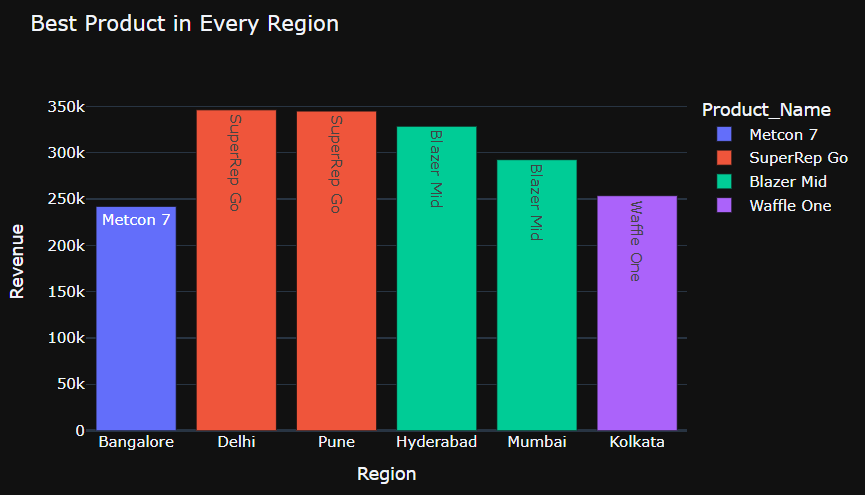 Best Product in Every Region
Revenue
350k
300k
250k
200k
150k
100k
50k
0
Metcon 7
SuperRep Go
SuperRep Go
Blazer Mid
Blazer Mid
Waffle One
Bangalore
Delhi
Pune
Hyderabad
Mumbai
Kolkata
Region
Product_Name
Metcon 7
SuperRep Go
Blazer Mid
Waffle One